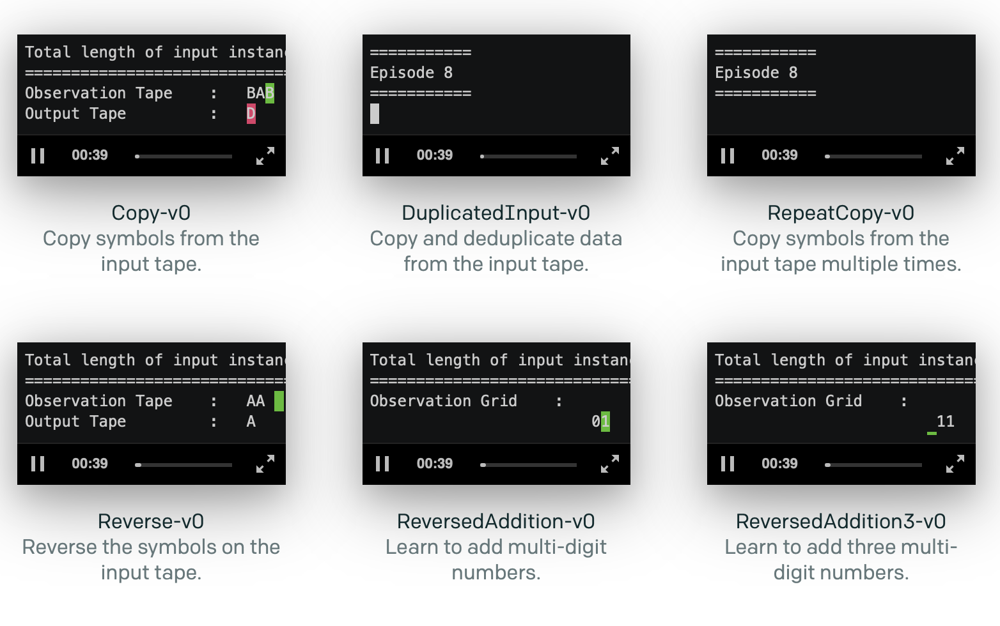 Total length of input instan
==============================
Observation Tape    :   BAB
Output Tape         :   D
00:39
Copy-v0
Copy symbols from the
input tape.
===========
Episode 8
===========
00:39
DuplicatedInput-v0
Copy and deduplicate data
from the input tape.
===========
Episode 8
===========
00:39
RepeatCopy-v0
Copy symbols from the
input tape multiple times.
Total length of input instan
==============================
Observation Tape    :   AA
Output Tape         :   A
00:39
Reverse-v0
Reverse the symbols on the
input tape.
Total length of input instan
==============================
Observation Grid    :
01
00:39
ReversedAddition-v0
Learn to add multi-digit
numbers.
Total length of input instan
==============================
Observation Grid    :
_11
00:39
ReversedAddition3-v0
Learn to add three multi-
digit numbers.